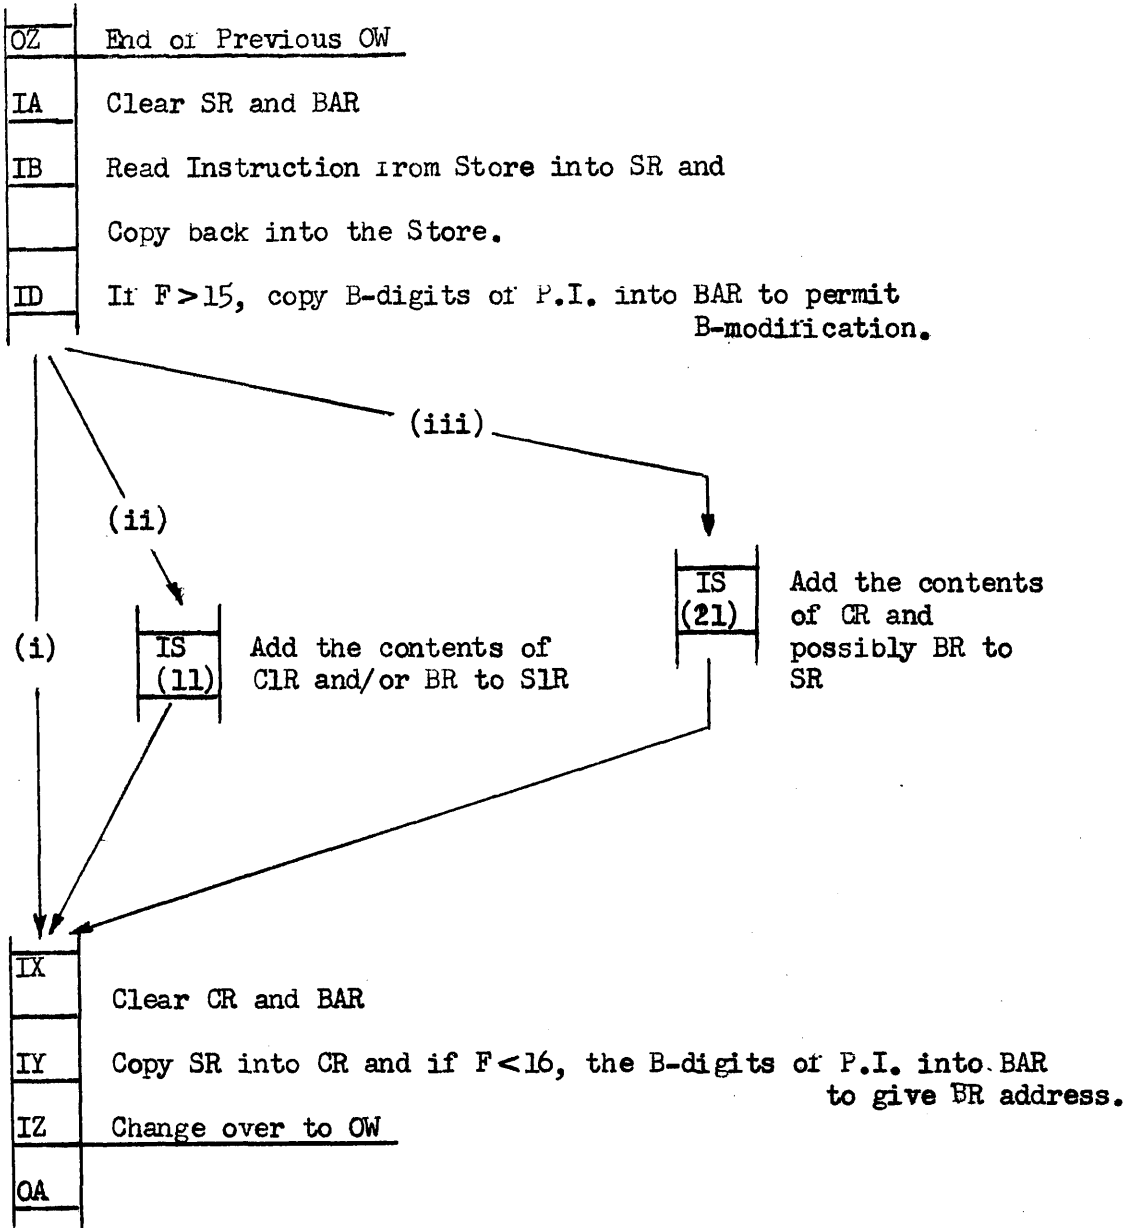 OZ End of Previous OW
IA Clear SR and BAR
IB Read Instruction from Store into SR and
Copy back into the Store.
ID If F>15, copy B-digits of P.I. into BAR to permit
B-modification.
(iii)
(ii)
IS Add the contents
(21) of CR and
possibly BR to
SR
(i)
IS Add the contents of
(11) C1R and/or BR to S1R
IX
Clear CR and BAR
IY Copy SR into CR and if F<16, the B-digits of P.I. into BAR
to give BR address.
IZ Change over to OW
OA